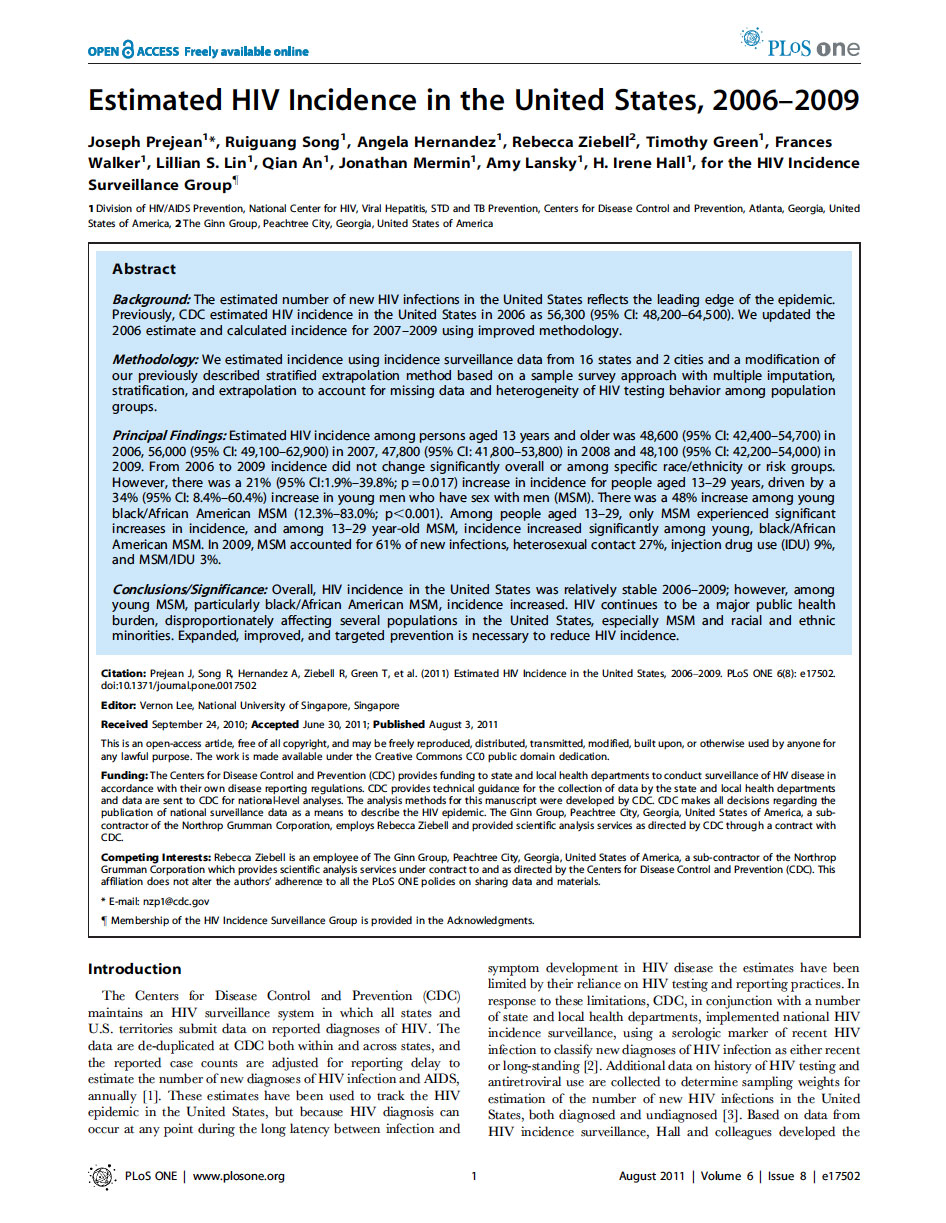 OPEN ACCESS Freely available online
PLoS one
Estimated HIV Incidence in the United States, 2006–2009
Joseph Prejean1*, Ruiguang Song1, Angela Hernandez1, Rebecca Ziebell2, Timothy Green1, Frances
Walker1, Lillian S. Lin1, Qian An1, Jonathan Mermin1, Amy Lansky1, H. Irene Hall1, for the HIV Incidence
Surveillance Group¶
1 Division of HIV/AIDS Prevention, National Center for HIV, Viral Hepatitis, STD and TB Prevention, Centers for Disease Control and Prevention, Atlanta, Georgia, United
States of America, 2 The Ginn Group, Peachtree City, Georgia, United States of America
Abstract
Background: The estimated number of new HIV infections in the United States reflects the leading edge of the epidemic.
Previously, CDC estimated HIV incidence in the United States in 2006 as 56,300 (95% CI: 48,200–64,500). We updated the
2006 estimate and calculated incidence for 2007–2009 using improved methodology.
Methodology: We estimated incidence using incidence surveillance data from 16 states and 2 cities and a modification of
our previously described stratified extrapolation method based on a sample survey approach with multiple imputation,
stratification, and extrapolation to account for missing data and heterogeneity of HIV testing behavior among population
groups.
Principal Findings: Estimated HIV incidence among persons aged 13 years and older was 48,600 (95% CI: 42,400–54,700) in
2006, 56,000 (95% CI: 49,100–62,900) in 2007, 47,800 (95% CI: 41,800–53,800) in 2008 and 48,100 (95% CI: 42,200–54,000) in
2009. From 2006 to 2009 incidence did not change significantly overall or among specific race/ethnicity or risk groups.
However, there was a 21% (95% CI:1.9%–39.8%; p = 0.017) increase in incidence for people aged 13–29 years, driven by a
34% (95% CI: 8.4%–60.4%) increase in young men who have sex with men (MSM). There was a 48% increase among young
black/African American MSM (12.3%–83.0%; p<0.001). Among people aged 13–29, only MSM experienced significant
increases in incidence, and among 13–29 year-old MSM, incidence increased significantly among young, black/African
American MSM. In 2009, MSM accounted for 61% of new infections, heterosexual contact 27%, injection drug use (IDU) 9%,
and MSM/IDU 3%.
Conclusions/Significance: Overall, HIV incidence in the United States was relatively stable 2006–2009; however, among
young MSM, particularly black/African American MSM, incidence increased. HIV continues to be a major public health
burden, disproportionately affecting several populations in the United States, especially MSM and racial and ethnic
minorities. Expanded, improved, and targeted prevention is necessary to reduce HIV incidence.
Citation: Prejean J, Song R, Hernandez A, Ziebell R, Green T, et al. (2011) Estimated HIV Incidence in the United States, 2006–2009. PLoS ONE 6(8): e17502.
doi:10.1371/journal.pone.0017502
Editor: Vernon Lee, National University of Singapore, Singapore
Received September 24, 2010; Accepted June 30, 2011; Published August 3, 2011
This is an open-access article, free of all copyright, and may be freely reproduced, distributed, transmitted, modified, built upon, or otherwise used by anyone for
any lawful purpose. The work is made available under the Creative Commons CC0 public domain dedication.
Funding: The Centers for Disease Control and Prevention (CDC) provides funding to state and local health departments to conduct surveillance of HIV disease in
accordance with their own disease reporting regulations. CDC provides technical guidance for the collection of data by the state and local health departments
and data are sent to CDC for national-level analyses. The analysis methods for this manuscript were developed by CDC. CDC makes all decisions regarding the
publication of national surveillance data as a means to describe the HIV epidemic. The Ginn Group, Peachtree City, Georgia, United States of America, a sub-
contractor of the Northrop Grumman Corporation, employs Rebecca Ziebell and provided scientific analysis services as directed by CDC through a contract with
CDC.
Competing Interests: Rebecca Ziebell is an employee of The Ginn Group, Peachtree City, Georgia, United States of America, a sub-contractor of the Northrop
Grumman Corporation which provides scientific analysis services under contract to and as directed by the Centers for Disease Control and Prevention (CDC). This
affiliation does not alter the authors' adherence to all the PLoS ONE policies on sharing data and materials.
* E-mail: nzp1@cdc.gov
¶ Membership of the HIV Incidence Surveillance Group is provided in the Acknowledgments.
Introduction
The Centers for Disease Control and Prevention (CDC)
maintains an HIV surveillance system in which all states and
U.S. territories submit data on reported diagnoses of HIV. The
data are de-duplicated at CDC both within and across states, and
the reported case counts are adjusted for reporting delay to
estimate the number of new diagnoses of HIV infection and AIDS,
annually [1]. These estimates have been used to track the HIV
epidemic in the United States, but because HIV diagnosis can
occur at any point during the long latency between infection and
symptom development in HIV disease the estimates have been
limited by their reliance on HIV testing and reporting practices. In
response to these limitations, CDC, in conjunction with a number
of state and local health departments, implemented national HIV
incidence surveillance, using a serologic marker of recent HIV
infection to classify new diagnoses of HIV infection as either recent
or long-standing [2]. Additional data on history of HIV testing and
antiretroviral use are collected to determine sampling weights for
estimation of the number of new HIV infections in the United
States, both diagnosed and undiagnosed [3]. Based on data from
HIV incidence surveillance, Hall and colleagues developed the
PLoS ONE | www.plosone.org
1
August 2011 | Volume 6 | Issue 8 | e17502